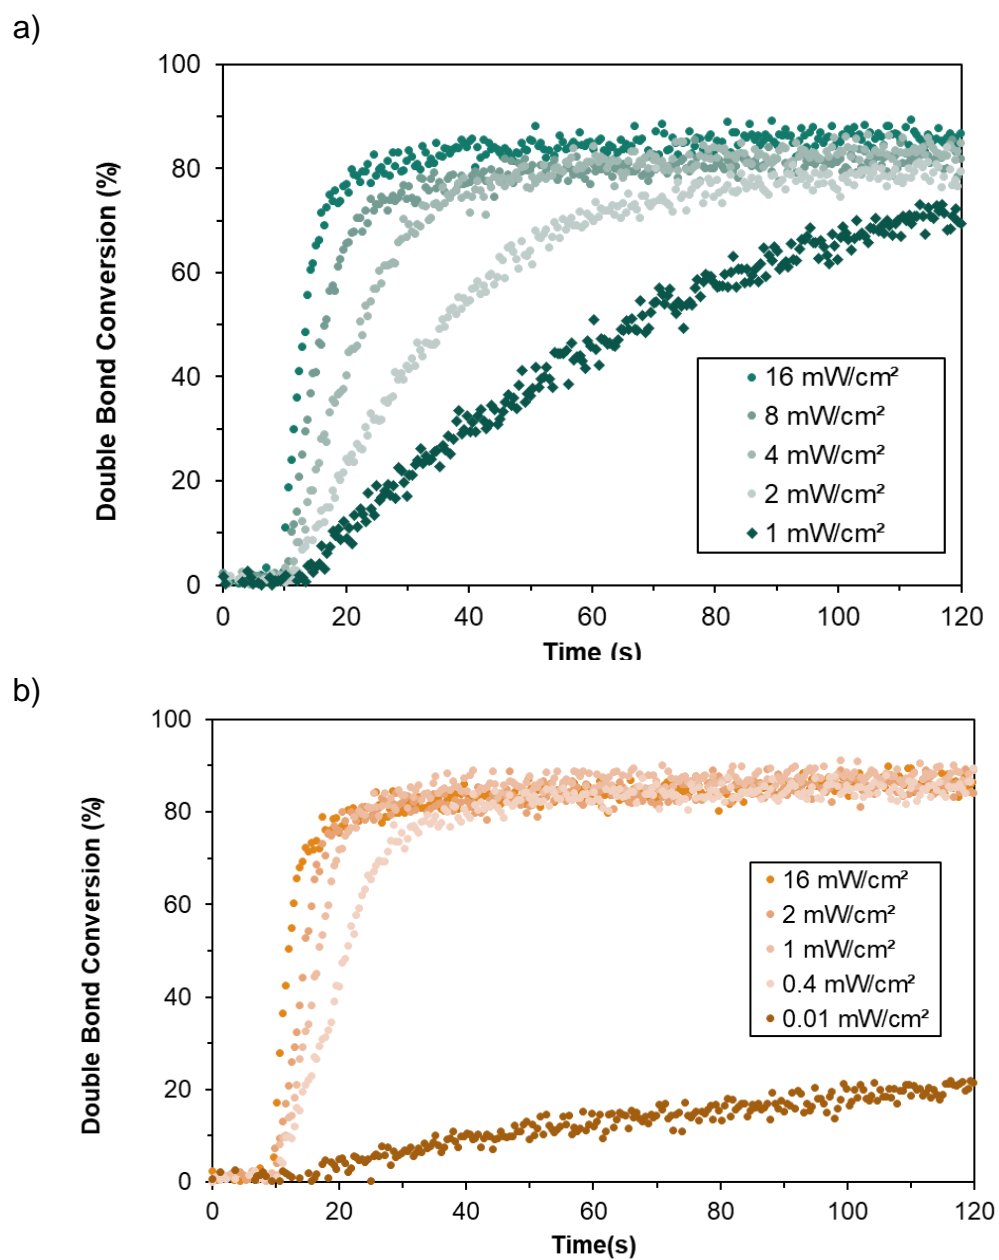 a)
100
80
60
40
20
0
Double Bond Conversion (%)
16 mW/cm²
8 mW/cm²
4 mW/cm²
2 mW/cm²
1 mW/cm²
0 20 40 60 80 100 120
Time (s)
b)
100
80
60
40
20
0
Double Bond Conversion (%)
16 mW/cm²
2 mW/cm²
1 mW/cm²
0.4 mW/cm²
0.01 mW/cm²
0 20 40 60 80 100 120
Time(s)